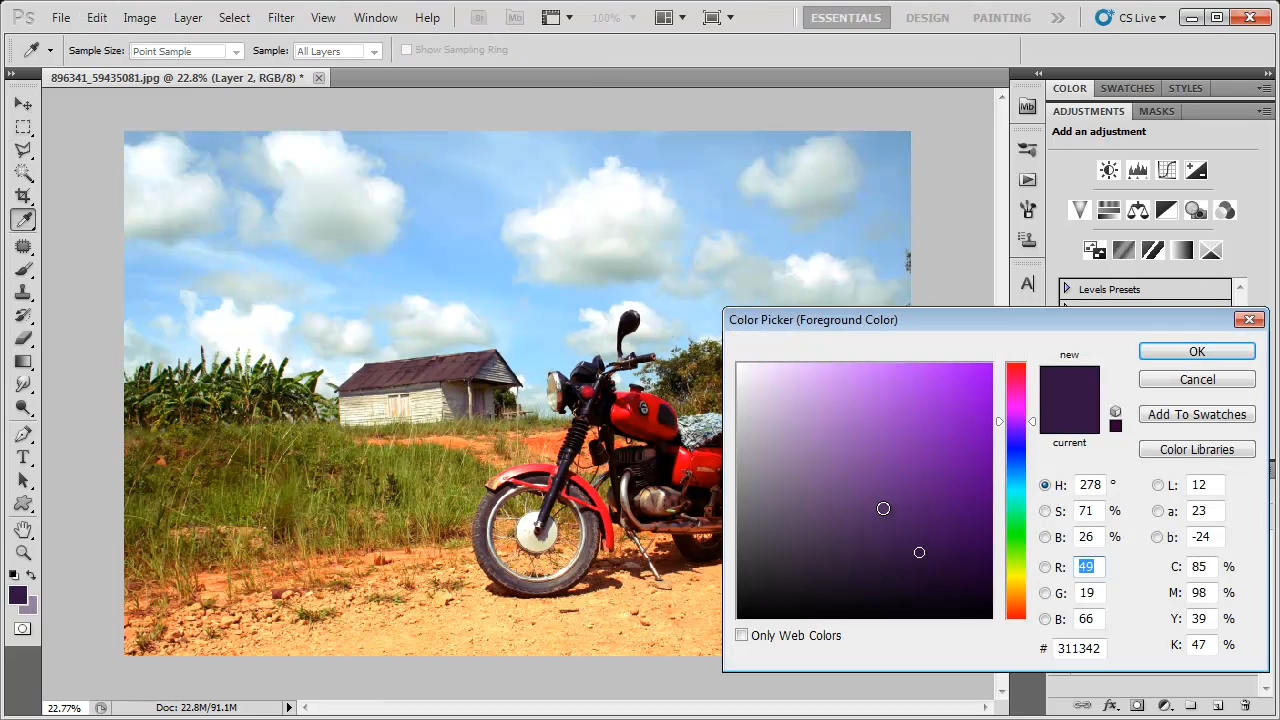 Ps File Edit Image Layer Select Filter View Window Help Br Mb 100% ESSENTIALS DESIGN PAINTING CS Live
Sample Size: Point Sample Sample: All Layers Show Sampling Ring
896341_59435081.jpg @ 22.8% (Layer 2, RGB/8) *
COLOR SWATCHES STYLES
Mb
ADJUSTMENTS MASKS
Add an adjustment
A
Levels Presets
Color Picker (Foreground Color)
new
OK
Cancel
Add To Swatches
current
Color Libraries
H: 278 ° L: 12
S: 71 % a: 23
B: 26 % b: -24
R: 49 C: 85 %
G: 19 M: 98 %
B: 66 Y: 39 %
Only Web Colors
# 311342 K: 47 %
T
22.77% Doc: 22.8M/91.1M
fx